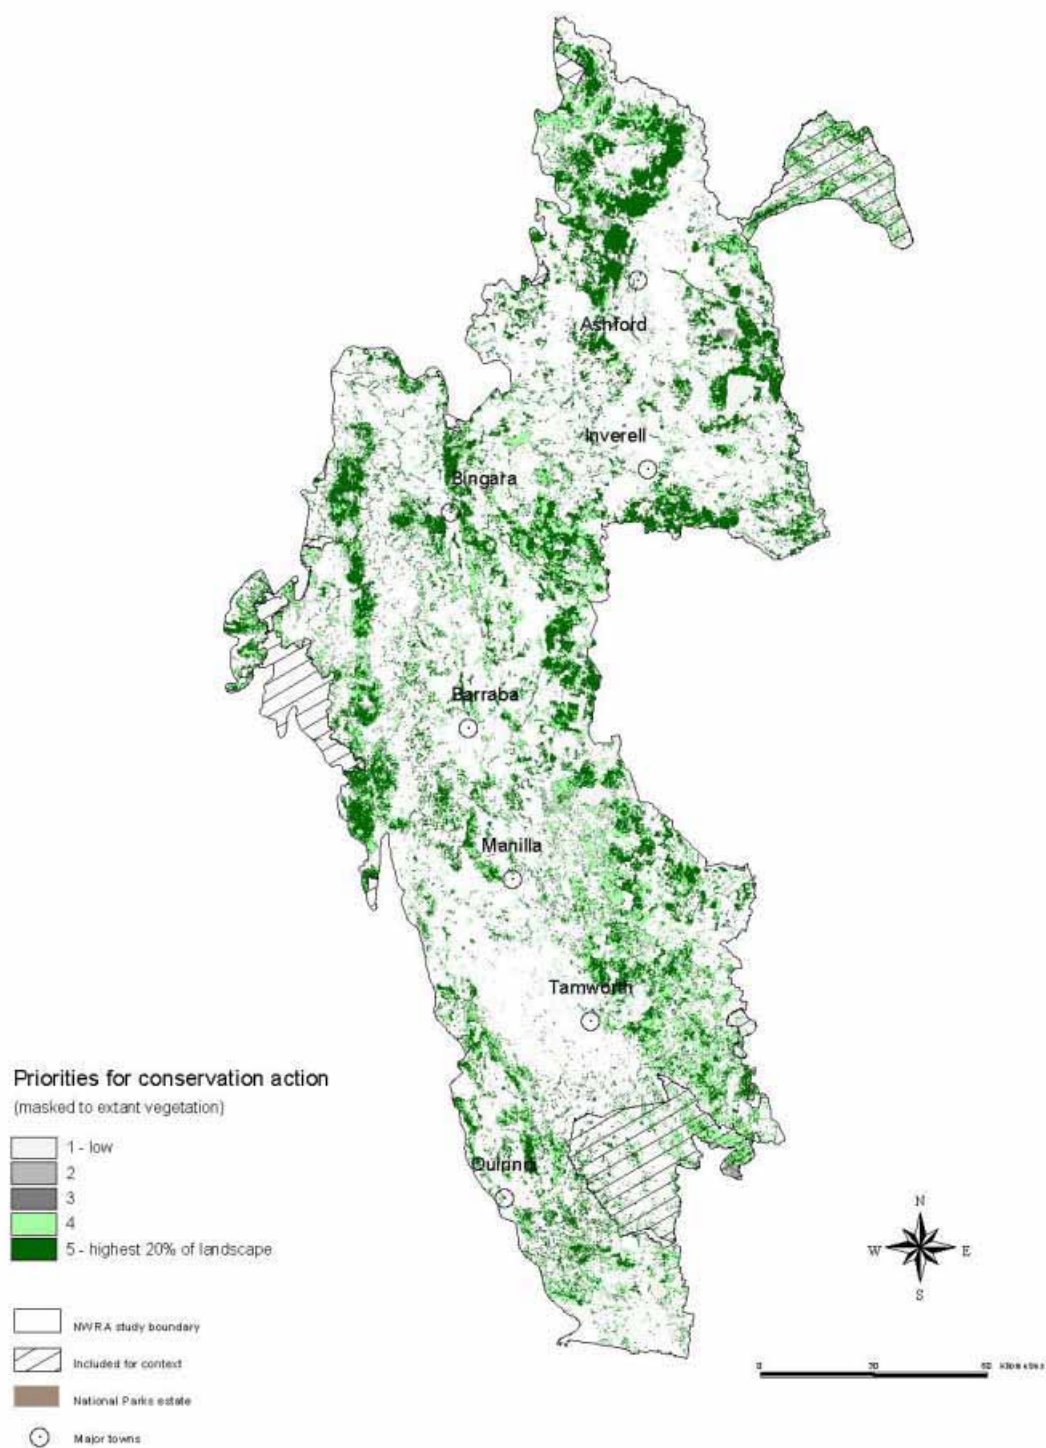 Ashford
Inverell
Bingara
Barraba
Manilla
Tamworth
Quirindi
Priorities for conservation action
(masked to extant vegetation)
1 - low
2
3
4
5 - highest 20% of landscape
NWRA study boundary
Included for context
National Parks estate
Major towns
N
W
E
S
0
30
60
Kilometres